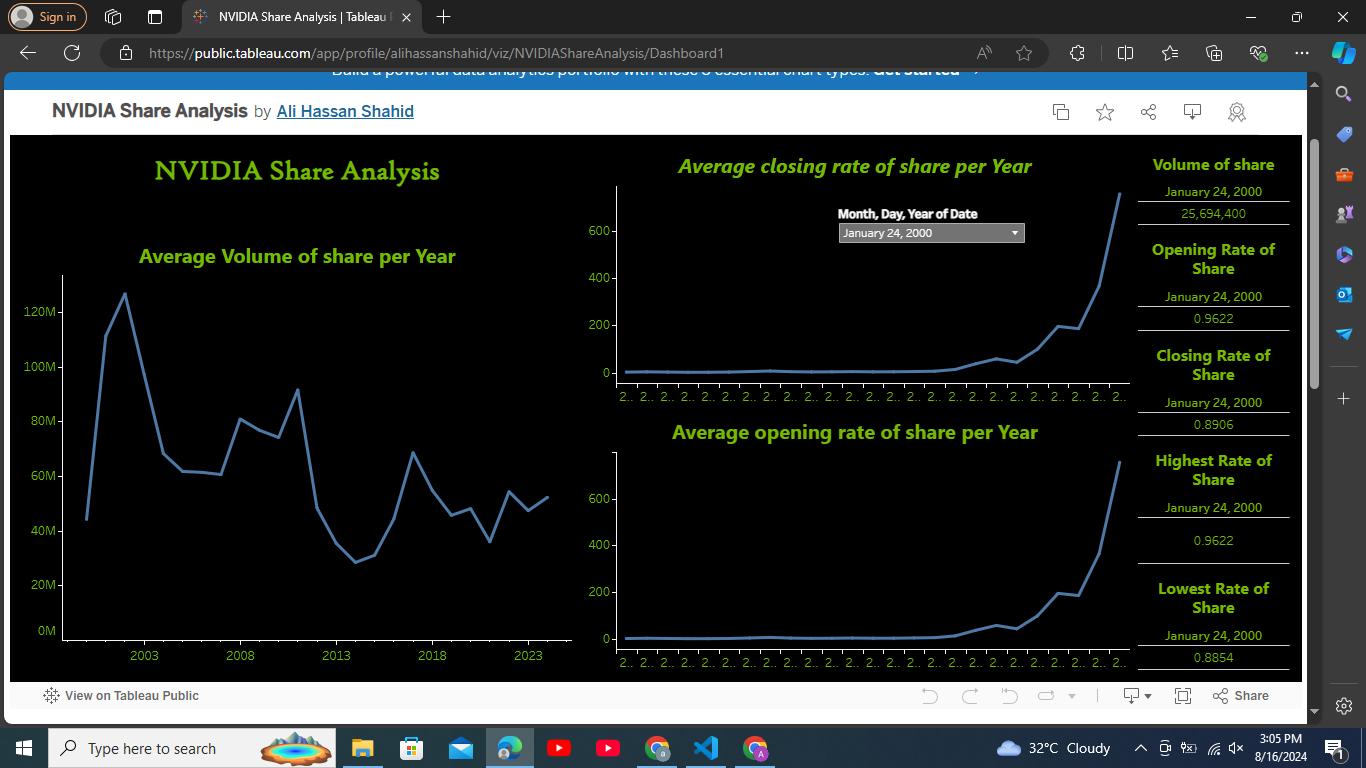 Sign in
NVIDIA Share Analysis | Tableau
https://public.tableau.com/app/profile/alihassanshahid/viz/NVIDIAShareAnalysis/Dashboard1
Build a powerful data analytics portfolio with these 5 essential chart types. Get started →
NVIDIA Share Analysis by Ali Hassan Shahid
NVIDIA Share Analysis
Average Volume of share per Year
120M
100M
80M
60M
40M
20M
0M
2003 2008 2013 2018 2023
Average closing rate of share per Year
Month, Day, Year of Date
January 24, 2000
600
400
200
0
2.. 2.. 2.. 2.. 2.. 2.. 2.. 2.. 2.. 2.. 2.. 2.. 2.. 2.. 2.. 2.. 2.. 2.. 2.. 2.. 2.. 2.. 2.. 2.. 2..
Average opening rate of share per Year
600
400
200
0
2.. 2.. 2.. 2.. 2.. 2.. 2.. 2.. 2.. 2.. 2.. 2.. 2.. 2.. 2.. 2.. 2.. 2.. 2.. 2.. 2.. 2.. 2.. 2.. 2..
Volume of share
January 24, 2000
25,694,400
Opening Rate of
Share
January 24, 2000
0.9622
Closing Rate of
Share
January 24, 2000
0.8906
Highest Rate of
Share
January 24, 2000
0.9622
Lowest Rate of
Share
January 24, 2000
0.8854
View on Tableau Public
Share
Type here to search
32°C Cloudy
3:05 PM
8/16/2024
1